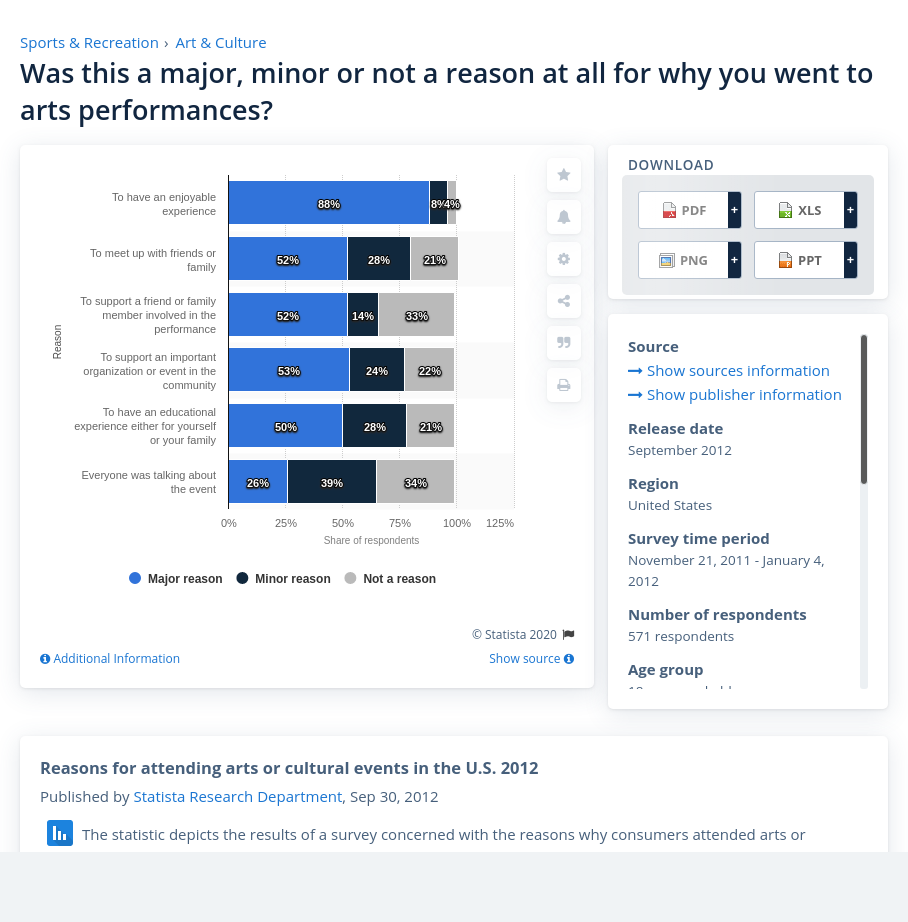 Sports & Recreation › Art & Culture
Was this a major, minor or not a reason at all for why you went to
arts performances?
Reason
To have an enjoyable
experience
88% 8% 4%
To meet up with friends or
family
52% 28% 21%
To support a friend or family
member involved in the
performance
52% 14% 33%
To support an important
organization or event in the
community
53% 24% 22%
To have an educational
experience either for yourself
or your family
50% 28% 21%
Everyone was talking about
the event
26% 39% 34%
0% 25% 50% 75% 100% 125%
Share of respondents
Major reason Minor reason Not a reason
© Statista 2020
Additional Information Show source
DOWNLOAD
PDF + XLS +
PNG + PPT +
Source
Show sources information
Show publisher information
Release date
September 2012
Region
United States
Survey time period
November 21, 2011 - January 4,
2012
Number of respondents
571 respondents
Age group
Reasons for attending arts or cultural events in the U.S. 2012
Published by Statista Research Department, Sep 30, 2012
The statistic depicts the results of a survey concerned with the reasons why consumers attended arts or